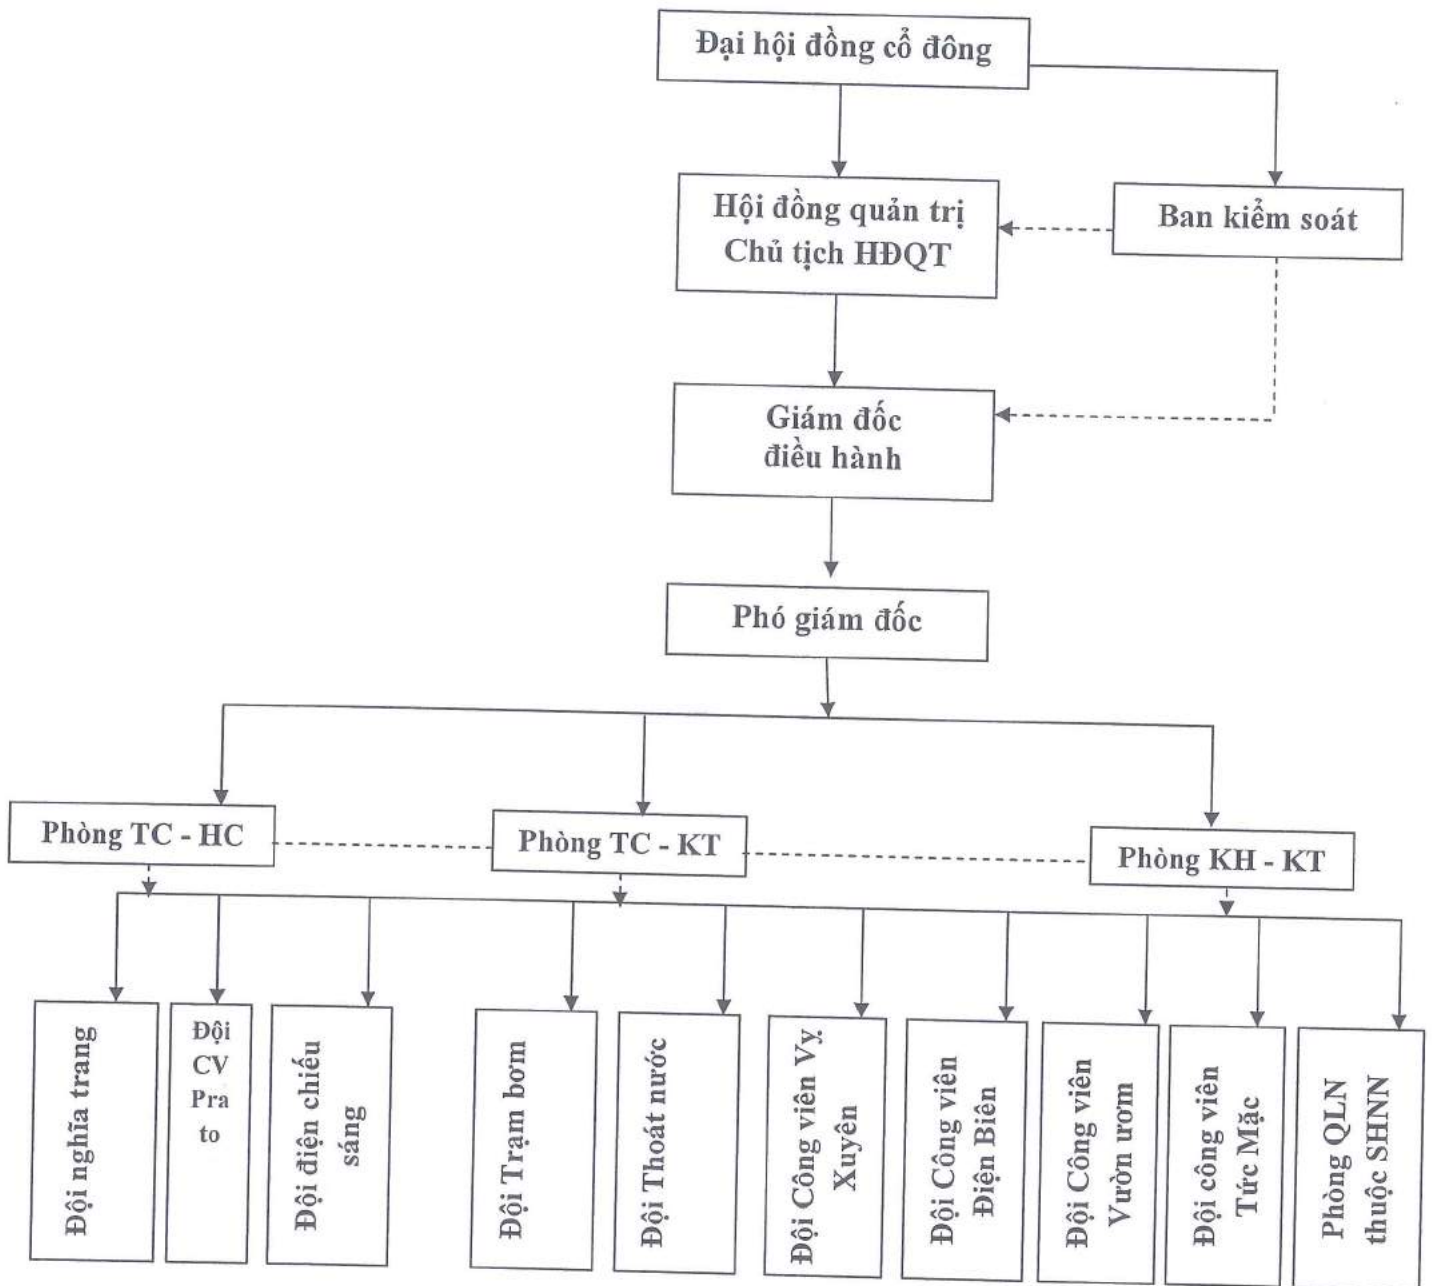 Đại hội đồng cổ đông
Hội đồng quản trị
Chủ tịch HĐQT
Ban kiểm soát
Giám đốc
điều hành
Phó giám đốc
Phòng TC - HC
Phòng TC - KT
Phòng KH - KT
Đội nghĩa trang
Đội
CV
Pra
to
Đội điện chiếu
sáng
Đội Trạm bơm
Đội Thoát nước
Đội Công viên Vỵ
Xuyên
Đội Công viên
Điện Biên
Đội Công viên
Vườn ươm
Đội công viên
Tức Mặc
Phòng QLN
thuộc SHNN